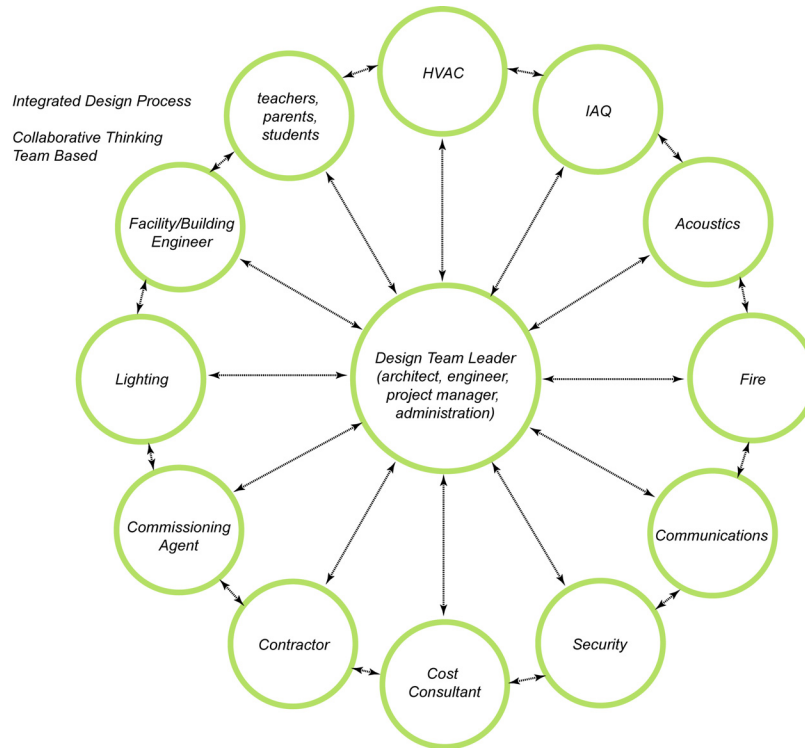 Integrated Design Process
Collaborative Thinking
Team Based
HVAC
IAQ
Acoustics
Fire
Communications
Security
Cost
Consultant
Contractor
Commissioning
Agent
Lighting
Facility/Building
Engineer
teachers,
parents,
students
Design Team Leader
(architect, engineer,
project manager,
administration)